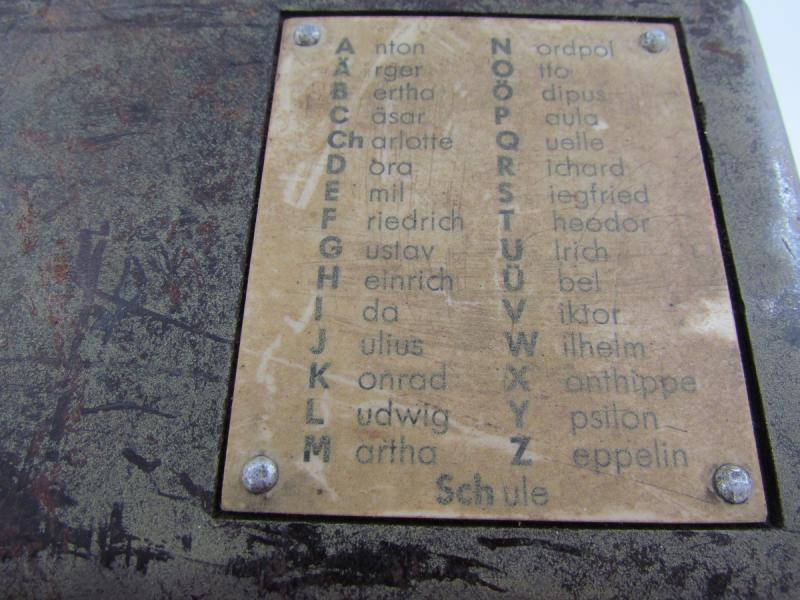 A nton N ordpol
Ä rger O tto
B ertha Ö dipus
C äsar P aula
Ch arlotte Q uelle
D ora R ichard
E mil S iegfried
F riedrich T heodor
G ustav U lrich
H einrich Ü bel
I da V iktor
J ulius W ilhelm
K onrad X anthippe
L udwig Y psilon
M artha Z eppelin
Sch ule